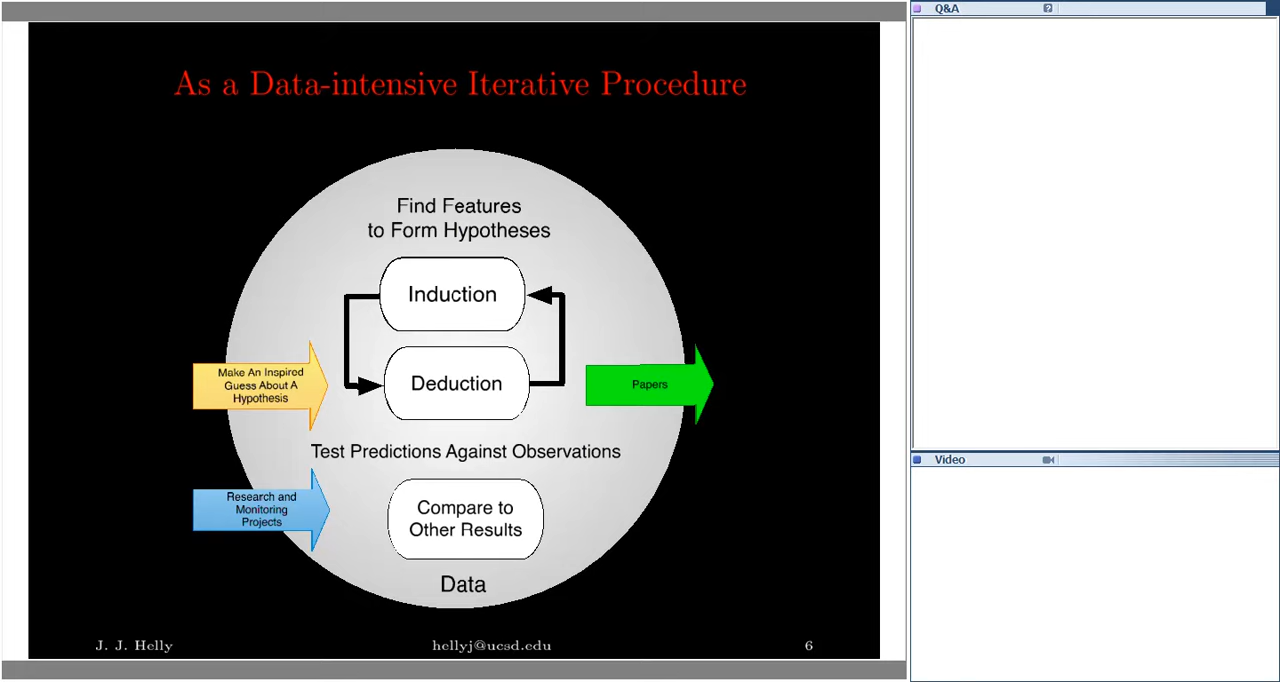 As a Data-intensive Iterative Procedure
Find Features
to Form Hypotheses
Induction
Deduction
Make An Inspired
Guess About A
Hypothesis
Papers
Test Predictions Against Observations
Research and
Monitoring
Projects
Compare to
Other Results
Data
J. J. Helly
hellyj@ucsd.edu
6
Q&A
?
Video